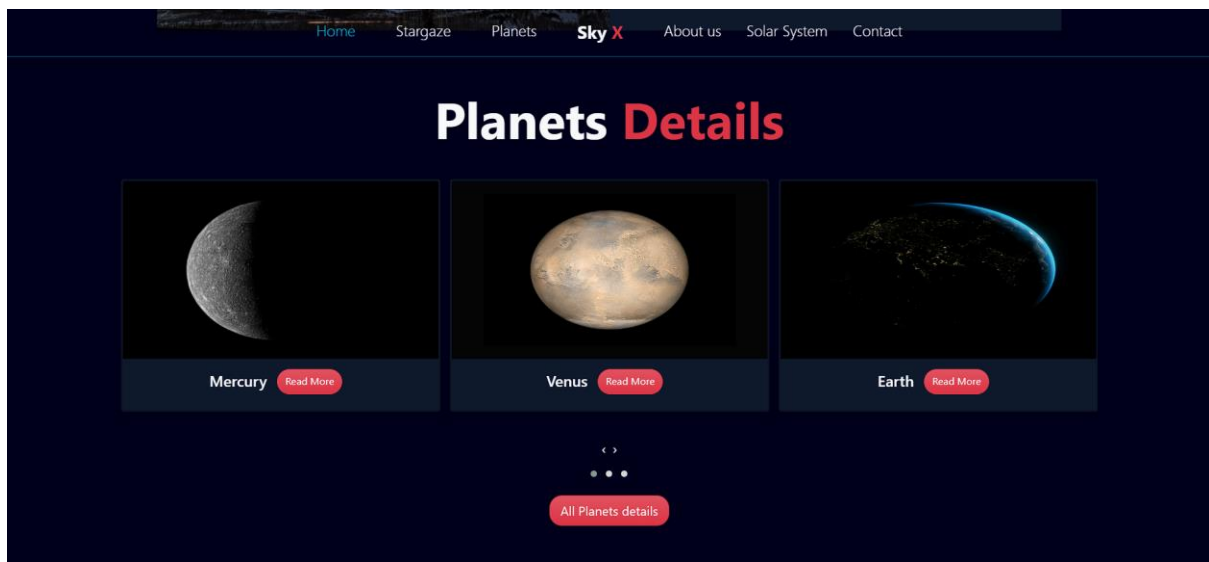 Home Stargaze Planets Sky X About us Solar System Contact
Planets Details
Mercury Read More Venus Read More Earth Read More
‹ ›
All Planets details